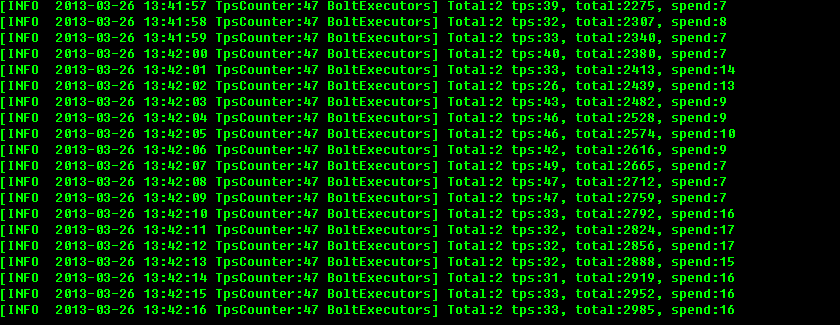 [INFO  2013-03-26 13:41:57 TpsCounter:47 BoltExecutors] Total:2 tps:39, total:2275, spend:7
[INFO  2013-03-26 13:41:58 TpsCounter:47 BoltExecutors] Total:2 tps:32, total:2307, spend:8
[INFO  2013-03-26 13:41:59 TpsCounter:47 BoltExecutors] Total:2 tps:33, total:2340, spend:7
[INFO  2013-03-26 13:42:00 TpsCounter:47 BoltExecutors] Total:2 tps:40, total:2380, spend:7
[INFO  2013-03-26 13:42:01 TpsCounter:47 BoltExecutors] Total:2 tps:33, total:2413, spend:14
[INFO  2013-03-26 13:42:02 TpsCounter:47 BoltExecutors] Total:2 tps:26, total:2439, spend:13
[INFO  2013-03-26 13:42:03 TpsCounter:47 BoltExecutors] Total:2 tps:43, total:2482, spend:9
[INFO  2013-03-26 13:42:04 TpsCounter:47 BoltExecutors] Total:2 tps:46, total:2528, spend:9
[INFO  2013-03-26 13:42:05 TpsCounter:47 BoltExecutors] Total:2 tps:46, total:2574, spend:10
[INFO  2013-03-26 13:42:06 TpsCounter:47 BoltExecutors] Total:2 tps:42, total:2616, spend:9
[INFO  2013-03-26 13:42:07 TpsCounter:47 BoltExecutors] Total:2 tps:49, total:2665, spend:7
[INFO  2013-03-26 13:42:08 TpsCounter:47 BoltExecutors] Total:2 tps:47, total:2712, spend:7
[INFO  2013-03-26 13:42:09 TpsCounter:47 BoltExecutors] Total:2 tps:47, total:2759, spend:7
[INFO  2013-03-26 13:42:10 TpsCounter:47 BoltExecutors] Total:2 tps:33, total:2792, spend:16
[INFO  2013-03-26 13:42:11 TpsCounter:47 BoltExecutors] Total:2 tps:32, total:2824, spend:17
[INFO  2013-03-26 13:42:12 TpsCounter:47 BoltExecutors] Total:2 tps:32, total:2856, spend:17
[INFO  2013-03-26 13:42:13 TpsCounter:47 BoltExecutors] Total:2 tps:32, total:2888, spend:15
[INFO  2013-03-26 13:42:14 TpsCounter:47 BoltExecutors] Total:2 tps:31, total:2919, spend:16
[INFO  2013-03-26 13:42:15 TpsCounter:47 BoltExecutors] Total:2 tps:33, total:2952, spend:16
[INFO  2013-03-26 13:42:16 TpsCounter:47 BoltExecutors] Total:2 tps:33, total:2985, spend:16